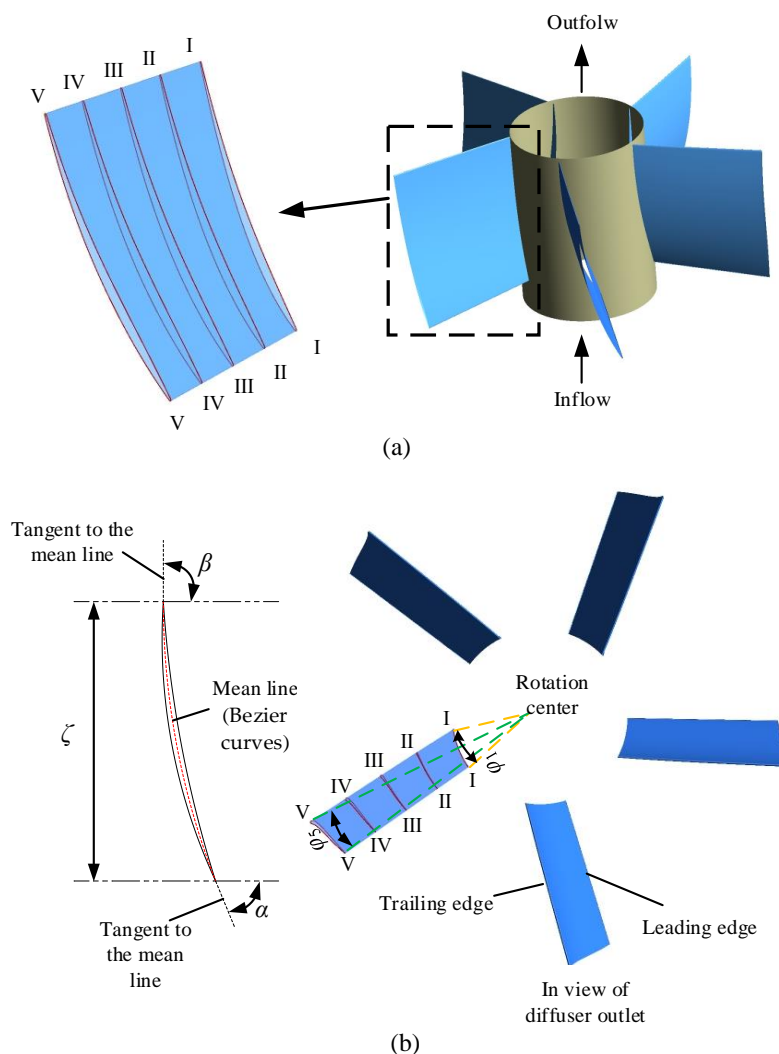 Outfolw
I
II
III
IV
V
I
II
III
IV
V
Inflow
(a)
Tangent to the
mean line
β
Mean line
(Bezier
curves)
ζ
α
Tangent to
the mean
line
Rotation
center
I
II
III
IV
V
I
II
III
IV
V
φ1
φ5
Trailing edge
Leading edge
In view of
diffuser outlet
(b)